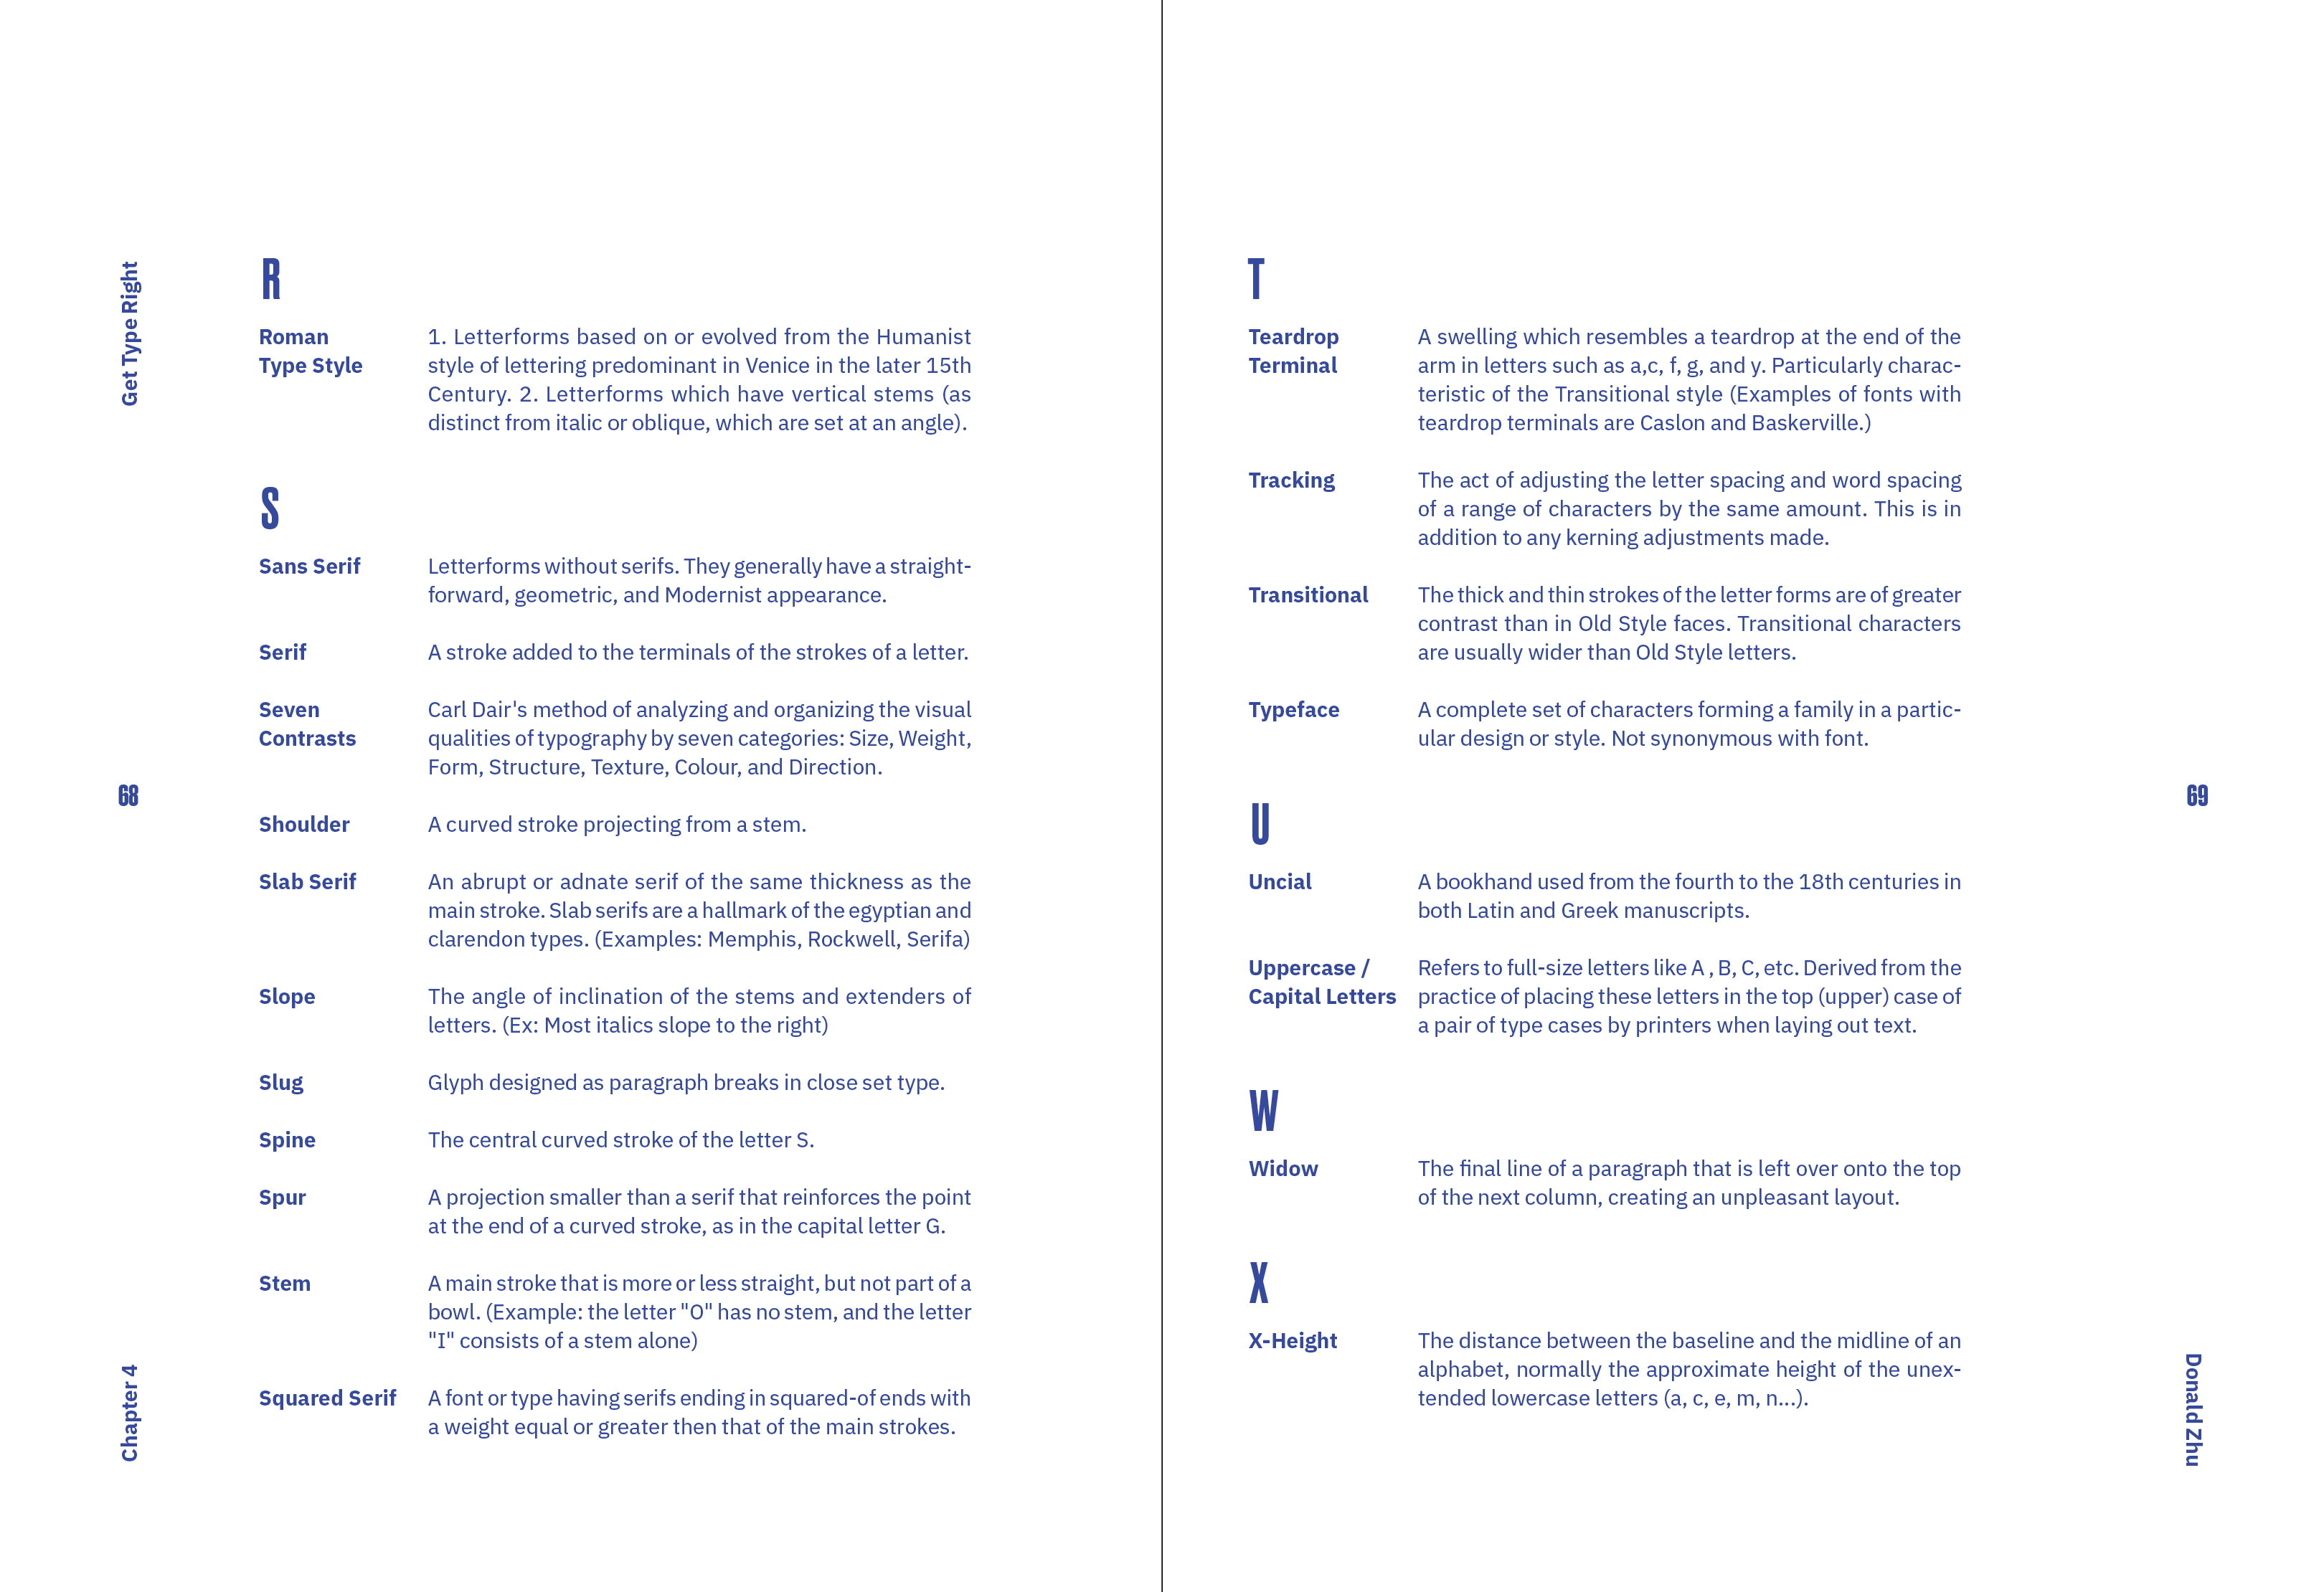 Get Type Right
R
Roman
Type Style
1. Letterforms based on or evolved from the Humanist
style of lettering predominant in Venice in the later 15th
Century. 2. Letterforms which have vertical stems (as
distinct from italic or oblique, which are set at an angle).
S
Sans Serif
Letterforms without serifs. They generally have a straight-
forward, geometric, and Modernist appearance.
Serif
A stroke added to the terminals of the strokes of a letter.
Seven
Contrasts
Carl Dair's method of analyzing and organizing the visual
qualities of typography by seven categories: Size, Weight,
Form, Structure, Texture, Colour, and Direction.
68
Shoulder
A curved stroke projecting from a stem.
Slab Serif
An abrupt or adnate serif of the same thickness as the
main stroke. Slab serifs are a hallmark of the egyptian and
clarendon types. (Examples: Memphis, Rockwell, Serifa)
Slope
The angle of inclination of the stems and extenders of
letters. (Ex: Most italics slope to the right)
Slug
Glyph designed as paragraph breaks in close set type.
Spine
The central curved stroke of the letter S.
Spur
A projection smaller than a serif that reinforces the point
at the end of a curved stroke, as in the capital letter G.
Stem
A main stroke that is more or less straight, but not part of a
bowl. (Example: the letter "O" has no stem, and the letter
"I" consists of a stem alone)
Squared Serif
A font or type having serifs ending in squared-of ends with
a weight equal or greater then that of the main strokes.
Chapter 4
T
Teardrop
Terminal
A swelling which resembles a teardrop at the end of the
arm in letters such as a,c, f, g, and y. Particularly charac-
teristic of the Transitional style (Examples of fonts with
teardrop terminals are Caslon and Baskerville.)
Tracking
The act of adjusting the letter spacing and word spacing
of a range of characters by the same amount. This is in
addition to any kerning adjustments made.
Transitional
The thick and thin strokes of the letter forms are of greater
contrast than in Old Style faces. Transitional characters
are usually wider than Old Style letters.
Typeface
A complete set of characters forming a family in a partic-
ular design or style. Not synonymous with font.
69
U
Uncial
A bookhand used from the fourth to the 18th centuries in
both Latin and Greek manuscripts.
Uppercase /
Capital Letters
Refers to full-size letters like A , B, C, etc. Derived from the
practice of placing these letters in the top (upper) case of
a pair of type cases by printers when laying out text.
W
Widow
The final line of a paragraph that is left over onto the top
of the next column, creating an unpleasant layout.
X
X-Height
The distance between the baseline and the midline of an
alphabet, normally the approximate height of the unex-
tended lowercase letters (a, c, e, m, n...).
Donald Zhu